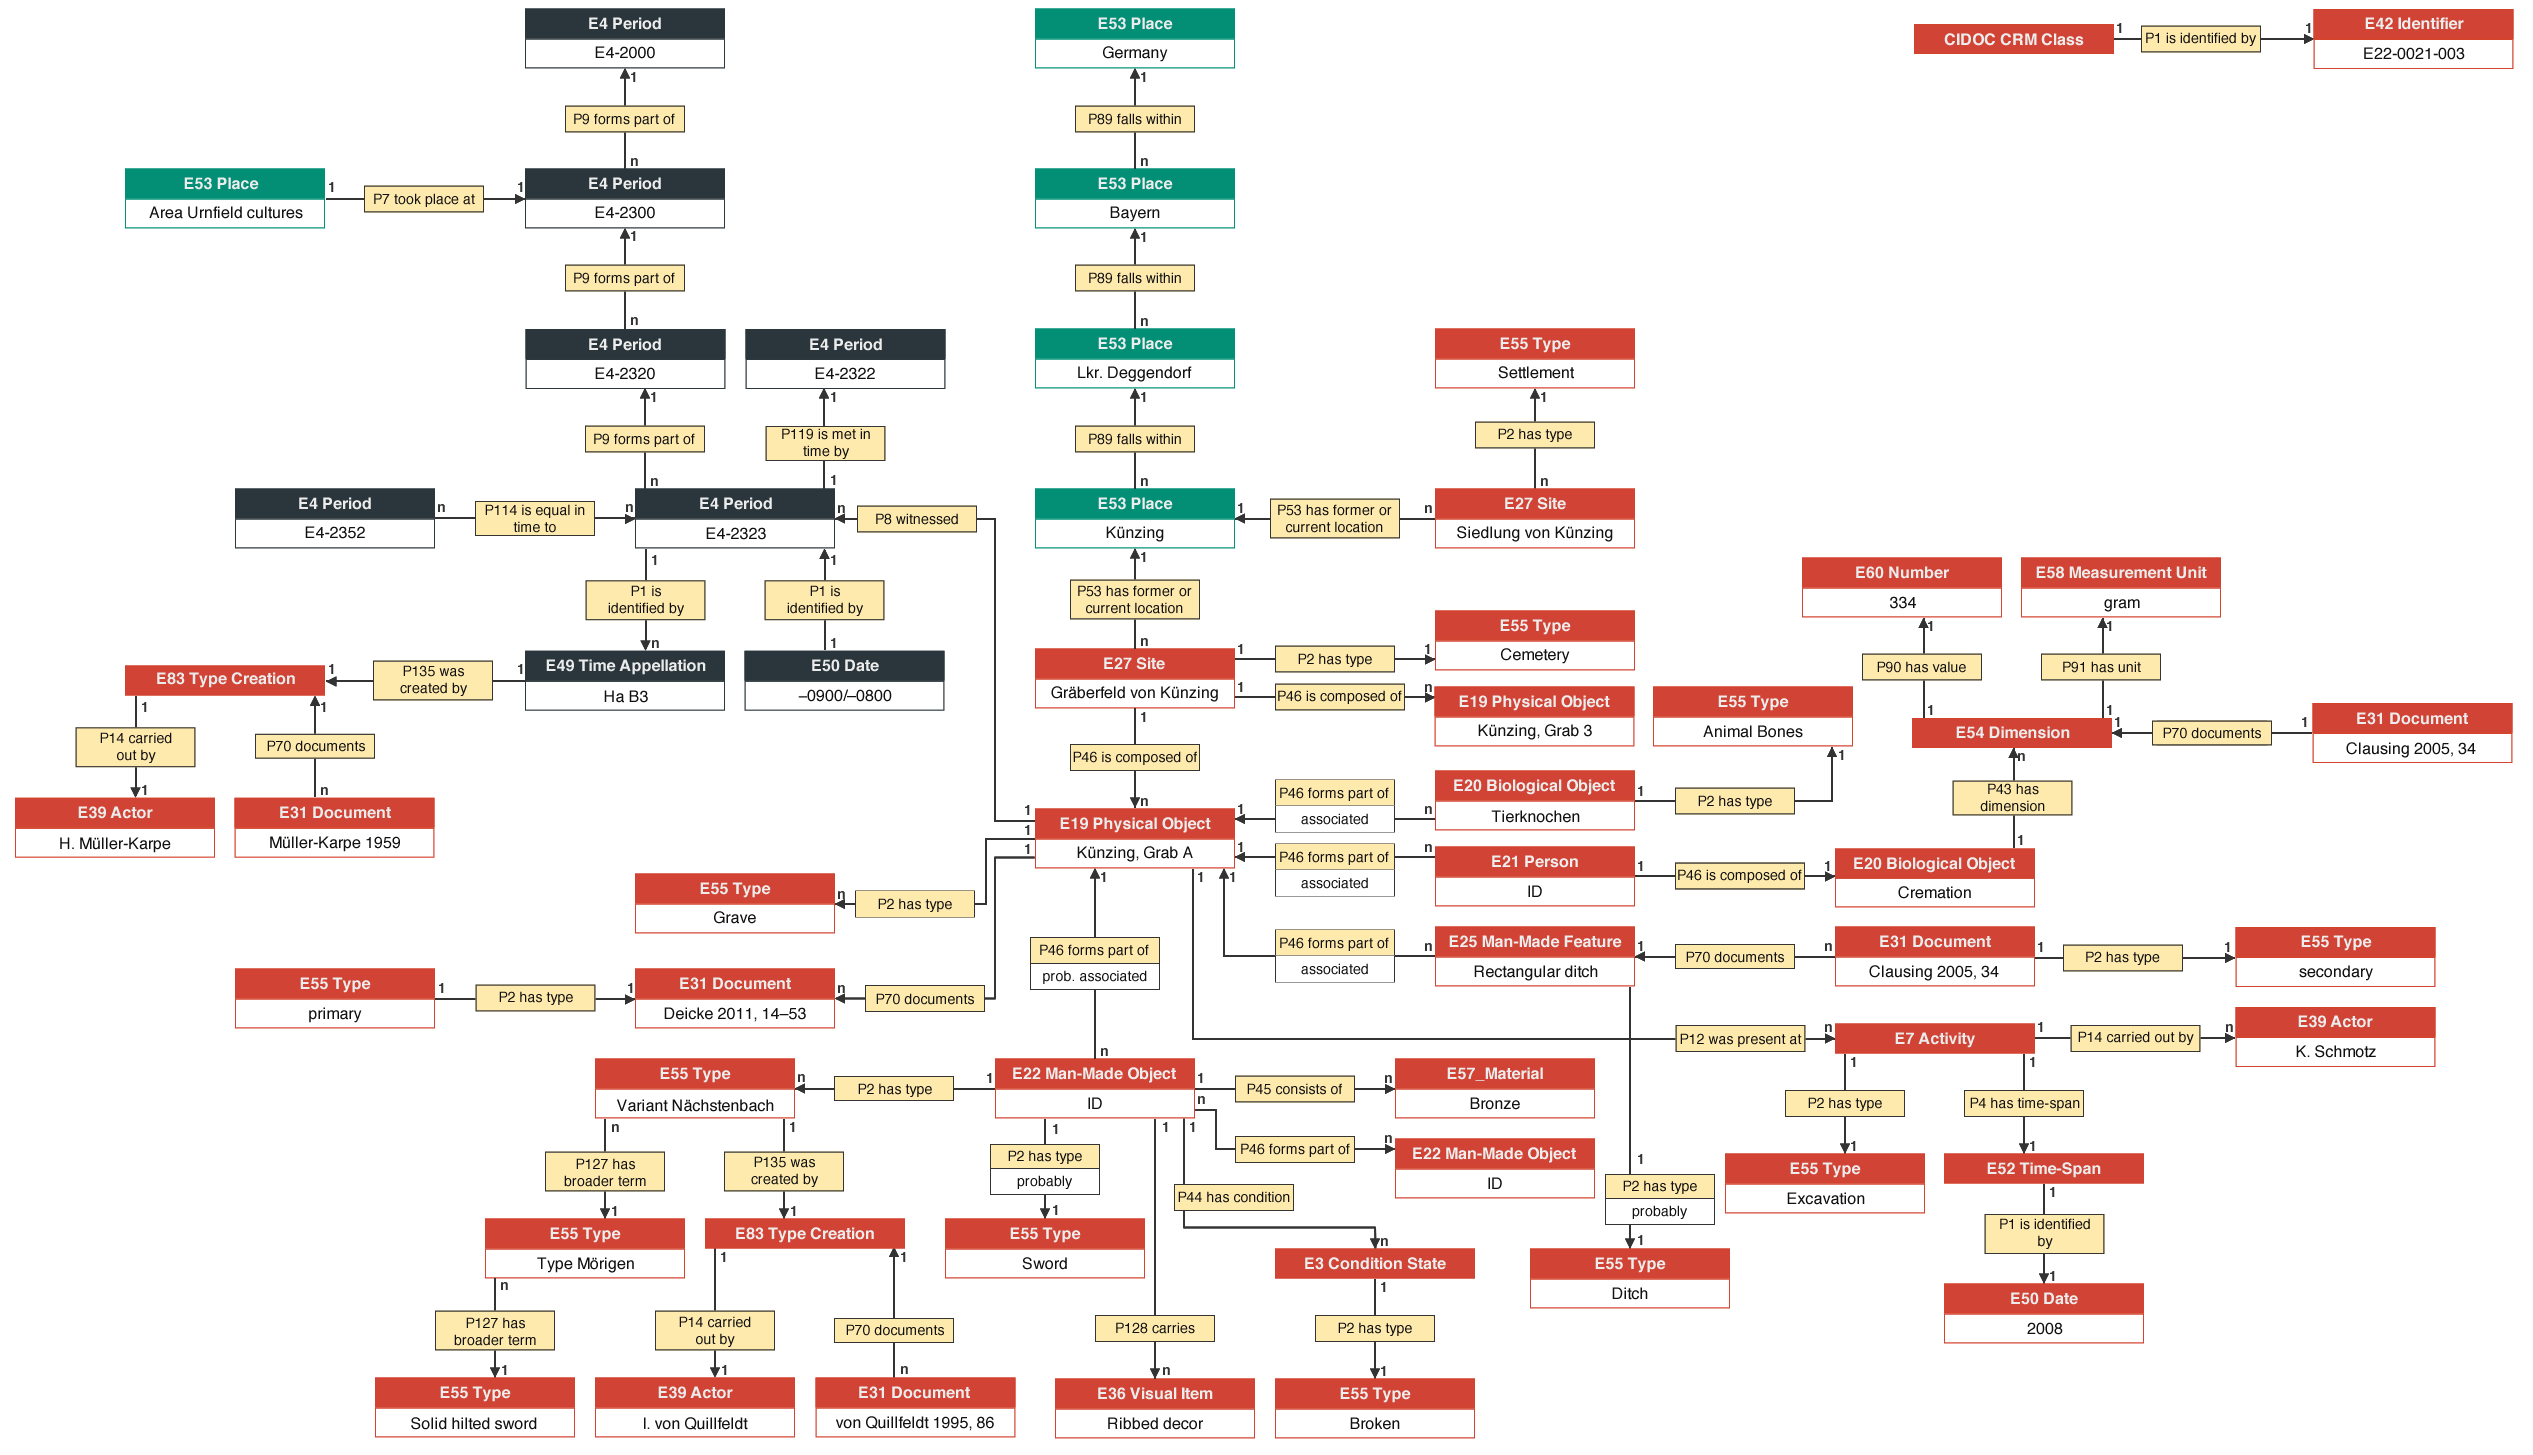 E4 Period
E4-2000
E53 Place
Germany
CIDOC CRM Class
1
P1 is identified by
1
E42 Identifier
E22-0021-003
1
P9 forms part of
n
1
P89 falls within
n
E53 Place
Area Urnfield cultures
1
P7 took place at
1
E4 Period
E4-2300
E53 Place
Bayern
1
P9 forms part of
n
1
P89 falls within
n
E4 Period
E4-2320
E4 Period
E4-2322
E53 Place
Lkr. Deggendorf
E55 Type
Settlement
1
P9 forms part of
n
1
P119 is met in
time by
1
1
P89 falls within
n
1
P2 has type
n
E4 Period
E4-2352
n
P114 is equal in
time to
n
E4 Period
E4-2323
n
P8 witnessed
E53 Place
Künzing
1
P53 has former or
current location
n
E27 Site
Siedlung von Künzing
1
P1 is
identified by
n
1
P1 is
identified by
1
1
P53 has former or
current location
n
E60 Number
334
E58 Measurement Unit
gram
E83 Type Creation
1
P135 was
created by
1
E49 Time Appellation
Ha B3
E50 Date
–0900/–0800
E27 Site
Gräberfeld von Künzing
1
P2 has type
1
E55 Type
Cemetery
1
P46 is composed of
n
E19 Physical Object
Künzing, Grab 3
1
P90 has value
1
1
P91 has unit
1
E55 Type
Animal Bones
E54 Dimension
1
P70 documents
1
E31 Document
Clausing 2005, 34
1
P14 carried
out by
1
1
P70 documents
n
1
P46 is composed of
n
E39 Actor
H. Müller-Karpe
E31 Document
Müller-Karpe 1959
1
1
1
E19 Physical Object
Künzing, Grab A
1
P46 forms part of
associated
n
E20 Biological Object
Tierknochen
1
P2 has type
1
n
P43 has
dimension
1
1
P46 forms part of
associated
n
E21 Person
ID
1
P46 is composed of
1
E20 Biological Object
Cremation
E55 Type
Grave
n
P2 has type
1
P46 forms part of
prob. associated
n
1
1
P46 forms part of
associated
n
E25 Man-Made Feature
Rectangular ditch
1
P70 documents
n
E31 Document
Clausing 2005, 34
1
P2 has type
1
E55 Type
secondary
E55 Type
primary
1
P2 has type
1
E31 Document
Deicke 2011, 14–53
n
P70 documents
P12 was present at
n
E7 Activity
1
P14 carried out by
n
E39 Actor
K. Schmotz
E55 Type
Variant Nächstenbach
n
P2 has type
1
E22 Man-Made Object
ID
1
P45 consists of
n
E57_Material
Bronze
n
P46 forms part of
n
E22 Man-Made Object
ID
1
P2 has type
1
1
P4 has time-span
1
n
P127 has
broader term
1
1
P135 was
created by
1
1
P2 has type
probably
1
1
1
P44 has condition
n
1
P2 has type
probably
1
E55 Type
Excavation
E52 Time-Span
1
P1 is identified
by
1
E55 Type
Type Mörigen
E83 Type Creation
E55 Type
Sword
E3 Condition State
E55 Type
Ditch
E50 Date
2008
n
P127 has
broader term
1
1
P14 carried
out by
1
1
P70 documents
n
P128 carries
n
1
P2 has type
1
E55 Type
Solid hilted sword
E39 Actor
I. von Quillfeldt
E31 Document
von Quillfeldt 1995, 86
E36 Visual Item
Ribbed decor
E55 Type
Broken